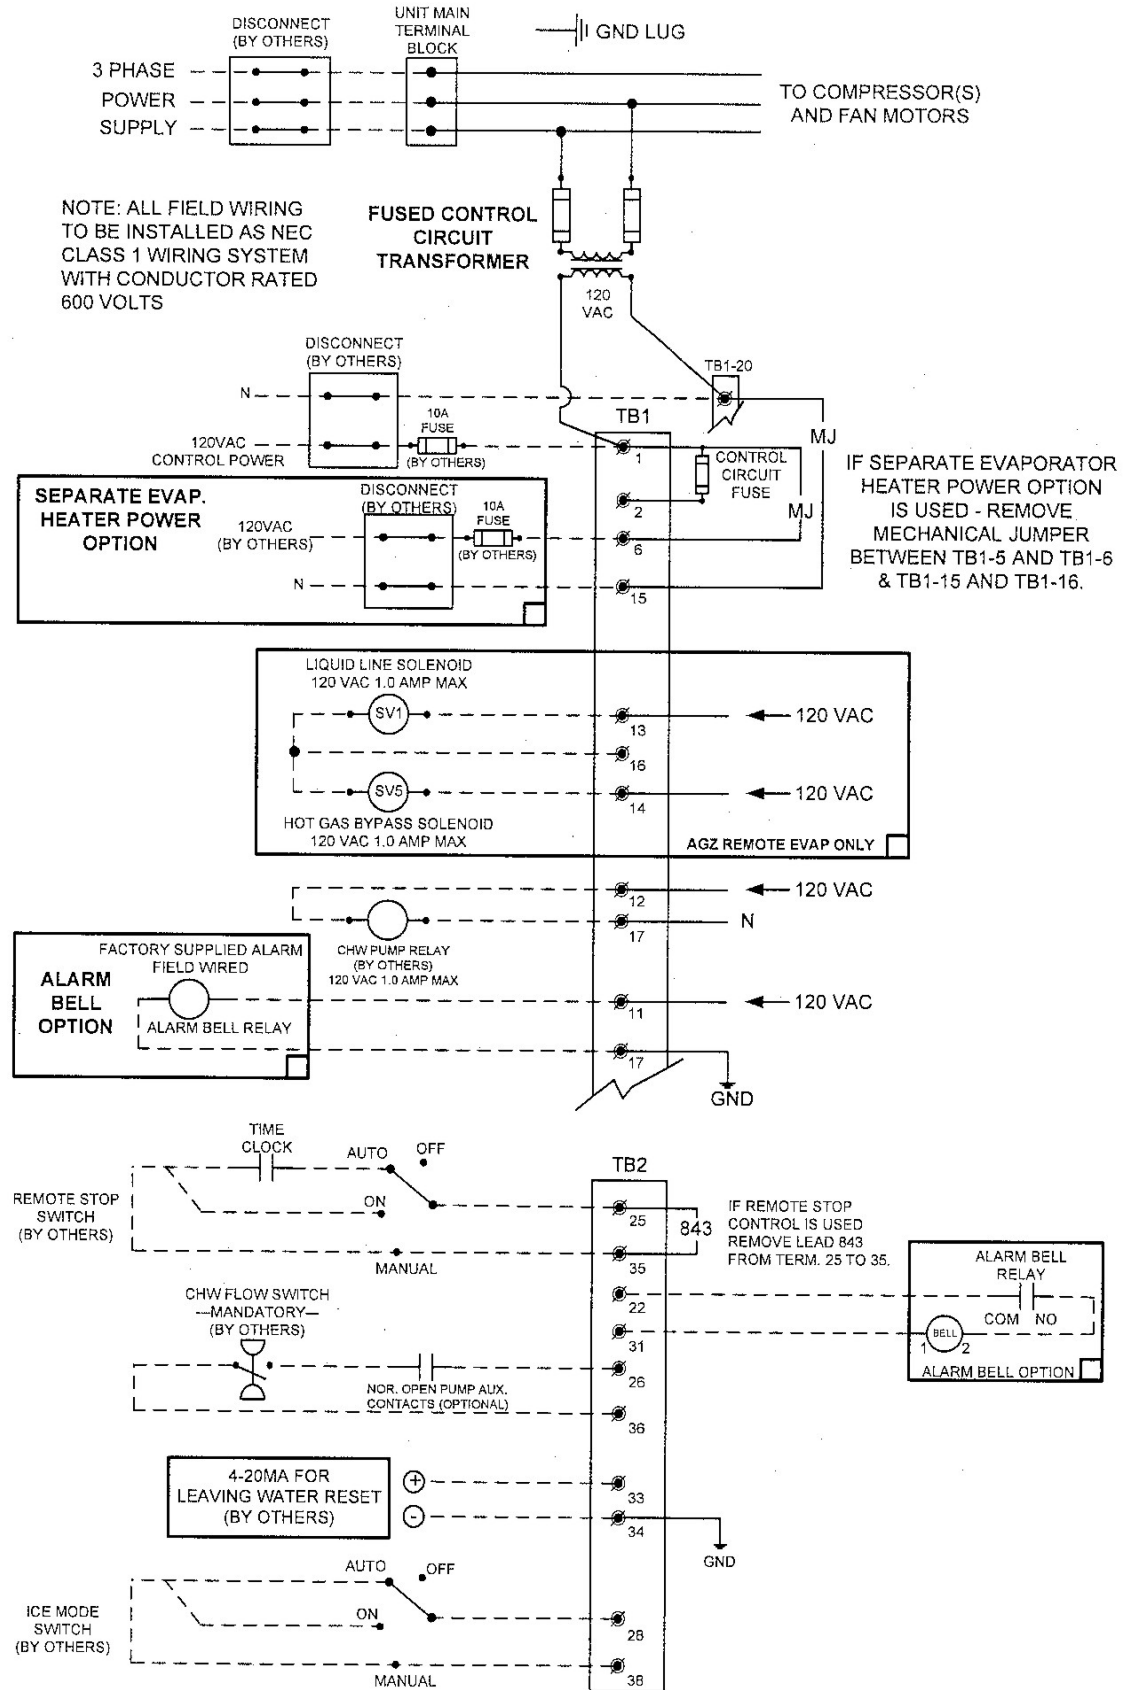 DISCONNECT
(BY OTHERS)
UNIT MAIN
TERMINAL
BLOCK
GND LUG
3 PHASE
POWER
SUPPLY
TO COMPRESSOR(S)
AND FAN MOTORS
NOTE: ALL FIELD WIRING
TO BE INSTALLED AS NEC
CLASS 1 WIRING SYSTEM
WITH CONDUCTOR RATED
600 VOLTS
FUSED CONTROL
CIRCUIT
TRANSFORMER
120
VAC
DISCONNECT
(BY OTHERS)
TB1-20
N
10A
FUSE
(BY OTHERS)
120VAC
CONTROL POWER
TB1
1
CONTROL
CIRCUIT
FUSE
2
MJ
MJ
6
15
IF SEPARATE EVAPORATOR
HEATER POWER OPTION
IS USED - REMOVE
MECHANICAL JUMPER
BETWEEN TB1-5 AND TB1-6
& TB1-15 AND TB1-16.
SEPARATE EVAP.
HEATER POWER
OPTION
DISCONNECT
(BY OTHERS)
10A
FUSE
(BY OTHERS)
120VAC
(BY OTHERS)
N
LIQUID LINE SOLENOID
120 VAC 1.0 AMP MAX
SV1
13
120 VAC
16
SV5
14
120 VAC
HOT GAS BYPASS SOLENOID
120 VAC 1.0 AMP MAX
AGZ REMOTE EVAP ONLY
12
120 VAC
17
N
CHW PUMP RELAY
(BY OTHERS)
120 VAC 1.0 AMP MAX
ALARM
BELL
OPTION
FACTORY SUPPLIED ALARM
FIELD WIRED
ALARM BELL RELAY
11
120 VAC
17
GND
TIME
CLOCK
AUTO
OFF
ON
REMOTE STOP
SWITCH
(BY OTHERS)
MANUAL
TB2
25
843
35
IF REMOTE STOP
CONTROL IS USED
REMOVE LEAD 843
FROM TERM. 25 TO 35.
22
31
ALARM BELL
RELAY
COM NO
BELL
1 2
ALARM BELL OPTION
CHW FLOW SWITCH
—MANDATORY—
(BY OTHERS)
NOR. OPEN PUMP AUX.
CONTACTS (OPTIONAL)
26
36
4-20MA FOR
LEAVING WATER RESET
(BY OTHERS)
+
-
33
34
GND
AUTO
OFF
ON
ICE MODE
SWITCH
(BY OTHERS)
MANUAL
28
38